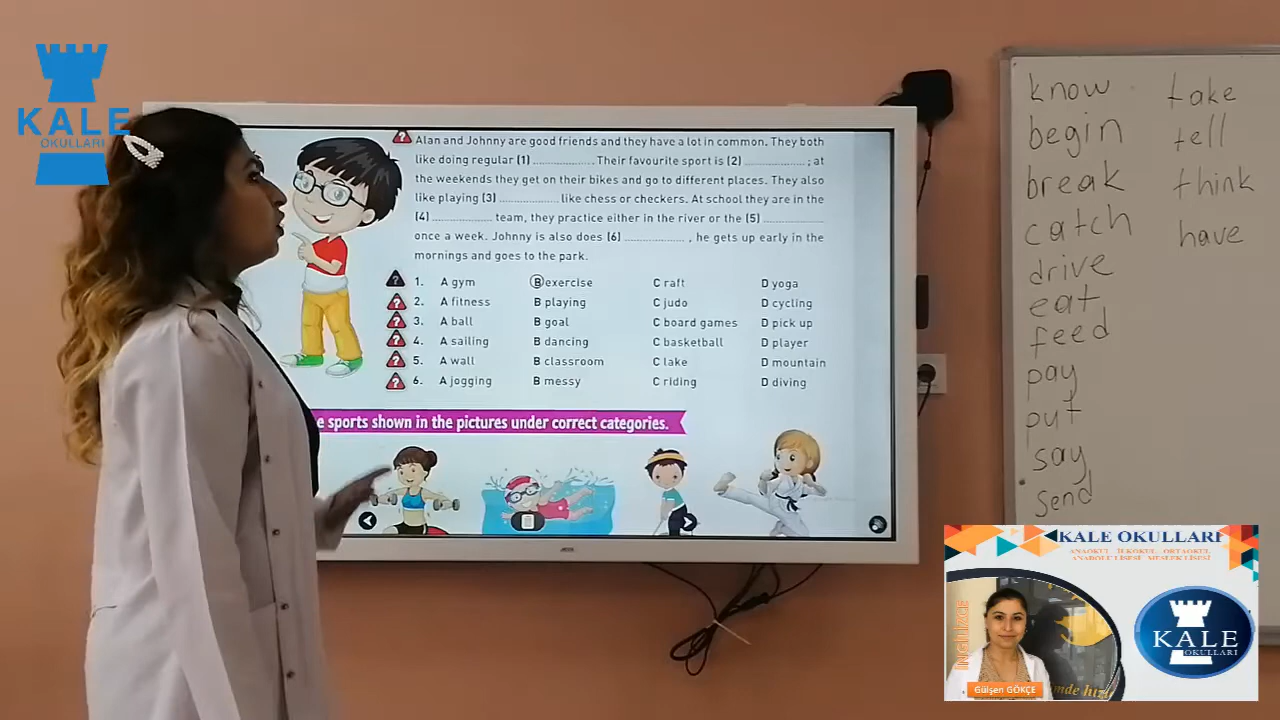 KALE
OKULLARI
Alan and Johnny are good friends and they have a lot in common. They both
like doing regular (1) .................. . Their favourite sport is (2) .................. ; at
the weekends they get on their bikes and go to different places. They also
like playing (3) .................. like chess or checkers. At school they are in the
(4) .................. team, they practice either in the river or the (5) ..................
once a week. Johnny is also does (6) .................. , he gets up early in the
mornings and goes to the park.
1. A gym B exercise C raft D yoga
2. A fitness B playing C judo D cycling
3. A ball B goal C board games D pick up
4. A sailing B dancing C basketball D player
5. A wall B classroom C lake D mountain
6. A jogging B messy C riding D diving
e sports shown in the pictures under correct categories.
know take
begin tell
break think
catch have
drive
eat
feed
pay
put
say
send
KALE OKULLARI
ANAOKUL İLKOKUL ORTAOKUL
ANADOLU LİSESİ MESLEK LİSESİ
İNGİLİZCE
KALE
OKULLARI
Gülşen GÖKÇE